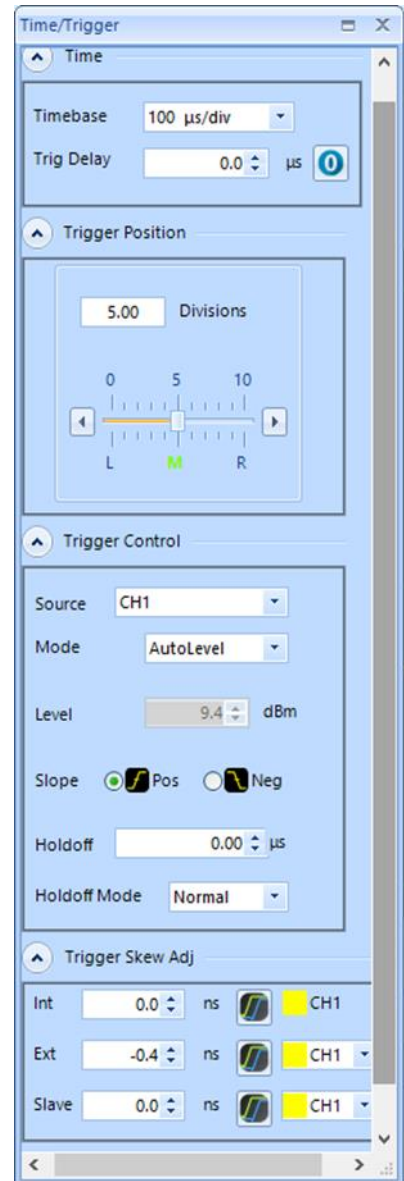 Time/Trigger
Time
Timebase 100 µs/div
Trig Delay 0.0 µs 0
Trigger Position
5.00 Divisions
0 5 10
L M R
Trigger Control
Source CH1
Mode AutoLevel
Level 9.4 dBm
Slope Pos Neg
Holdoff 0.00 µs
Holdoff Mode Normal
Trigger Skew Adj
Int 0.0 ns CH1
Ext -0.4 ns CH1
Slave 0.0 ns CH1